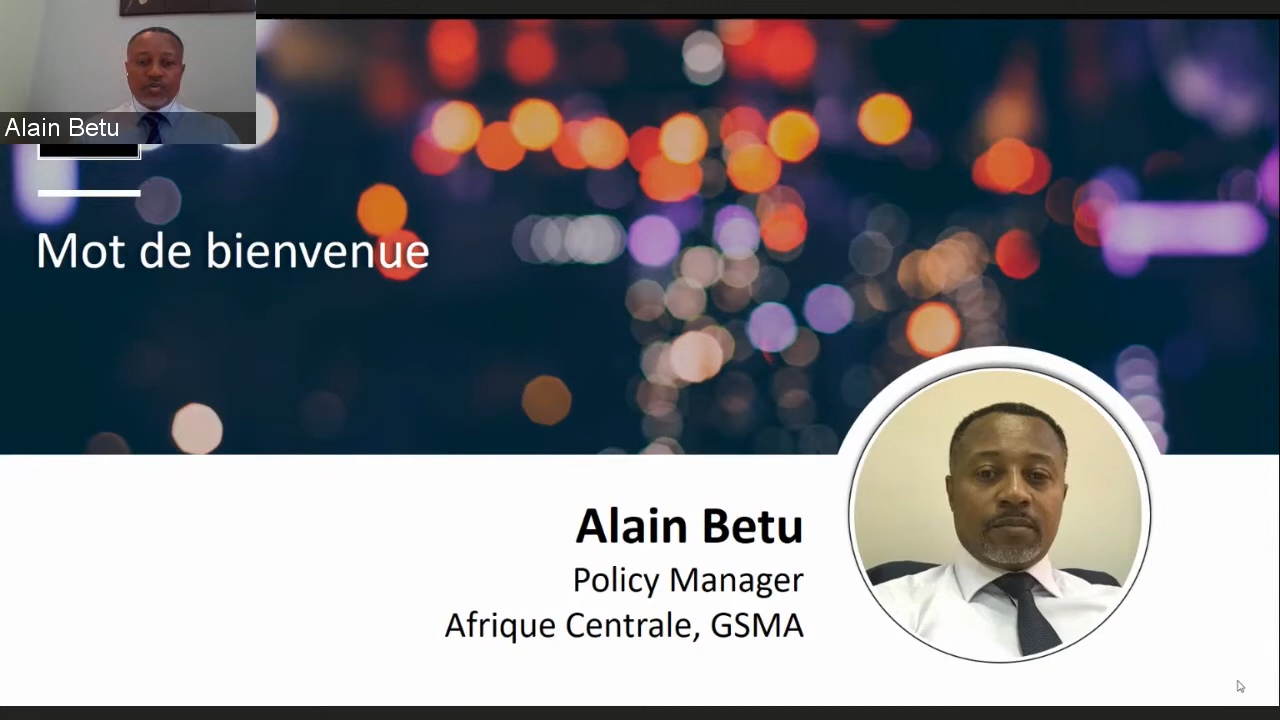 Alain Betu
Mot de bienvenue
Alain Betu
Policy Manager
Afrique Centrale, GSMA